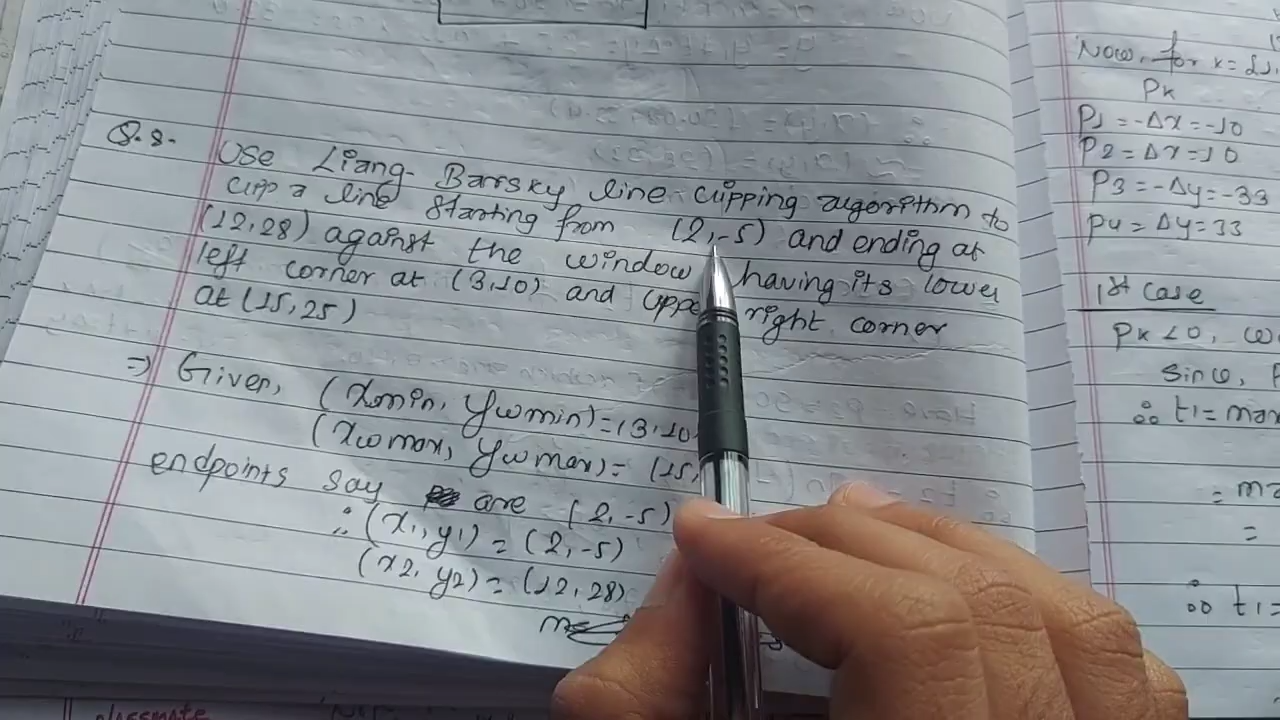 Q.8. Use Liang-Barsky line clipping algorithm to
clipp a line starting from (2,-5) and ending at
(12,28) against the window having its lower
left corner at (3,10) and uppe right corner
at (15,25)
=> Given, (xwmin, ywmin)=(3,10)
(xwmax, ywmax)= (15,
endpoints say are (2,-5)
∴ (x1,y1) = (2,-5)
(x2, y2) = (12,28)
Now, for k=
Pk
P1 = -Δx = -10
P2 = Δx = 10
P3 = -Δy = -33
P4 = Δy = 33
1st case
Pk <0,
Since,
∴ t1 = max
=
=
∴ t1=
classmate